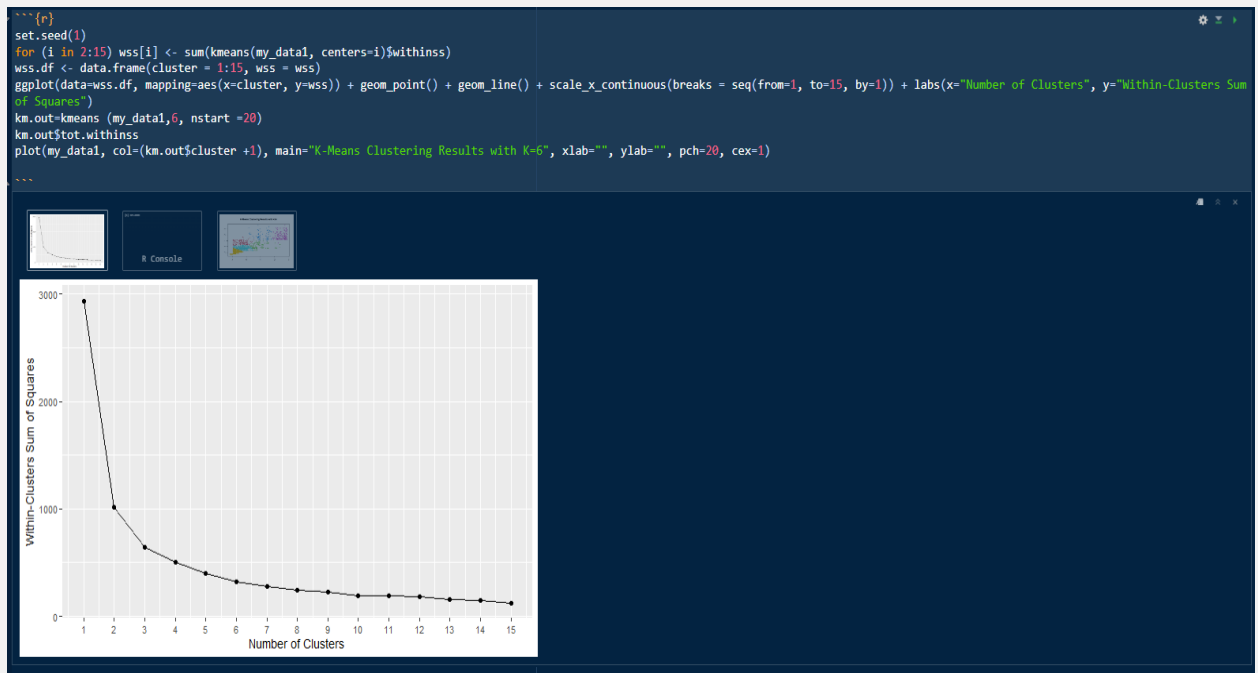 ```{r}
set.seed(1)
for (i in 2:15) wss[i] <- sum(kmeans(my_data1, centers=i)$withinss)
wss.df <- data.frame(cluster = 1:15, wss = wss)
ggplot(data=wss.df, mapping=aes(x=cluster, y=wss)) + geom_point() + geom_line() + scale_x_continuous(breaks = seq(from=1, to=15, by=1)) + labs(x="Number of Clusters", y="Within-Clusters Sum
of Squares")
km.out=kmeans (my_data1,6, nstart =20)
km.out$tot.withinss
plot(my_data1, col=(km.out$cluster +1), main="K-Means Clustering Results with K=6", xlab="", ylab="", pch=20, cex=1)
```
R Console
Within-Clusters Sum of Squares
3000
2000
1000
0
1 2 3 4 5 6 7 8 9 10 11 12 13 14 15
Number of Clusters